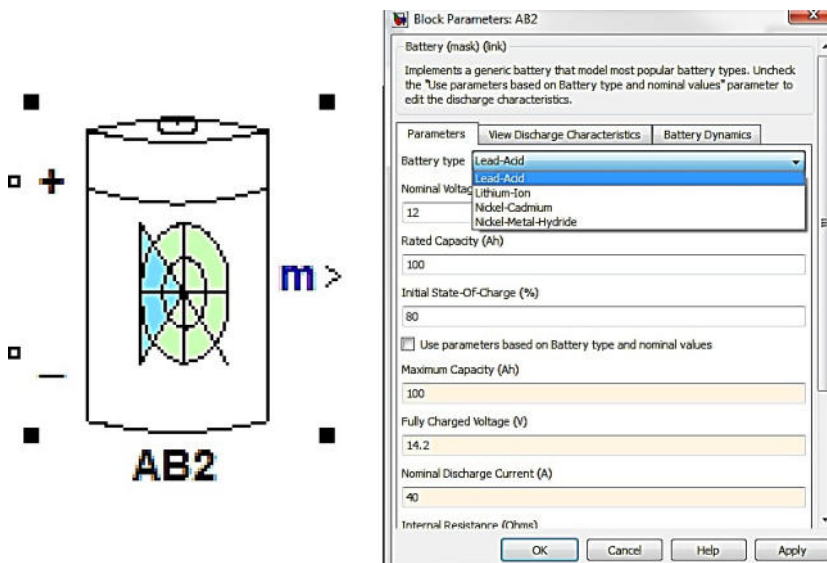 +
m >
–
AB2
Block Parameters: AB2
Battery (mask) (link)
Implements a generic battery that model most popular battery types. Uncheck
the "Use parameters based on Battery type and nominal values" parameter to
edit the discharge characteristics.
Parameters View Discharge Characteristics Battery Dynamics
Battery type Lead-Acid
Lead-Acid
Lithium-Ion
Nickel-Cadmium
Nickel-Metal-Hydride
Nominal Voltag
12
Rated Capacity (Ah)
100
Initial State-Of-Charge (%)
80
Use parameters based on Battery type and nominal values
Maximum Capacity (Ah)
100
Fully Charged Voltage (V)
14.2
Nominal Discharge Current (A)
40
Internal Resistance (Ohms)
OK Cancel Help Apply